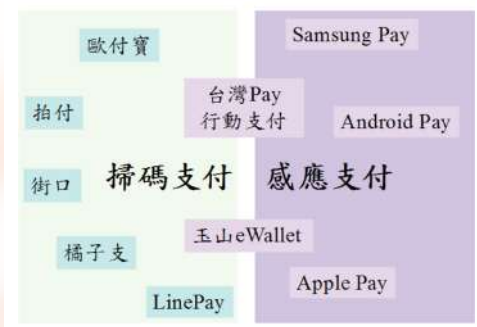 歐付寶
Samsung Pay
台灣Pay
行動支付
拍付
Android Pay
街口
掃碼支付
感應支付
玉山eWallet
橘子支
Apple Pay
LinePay